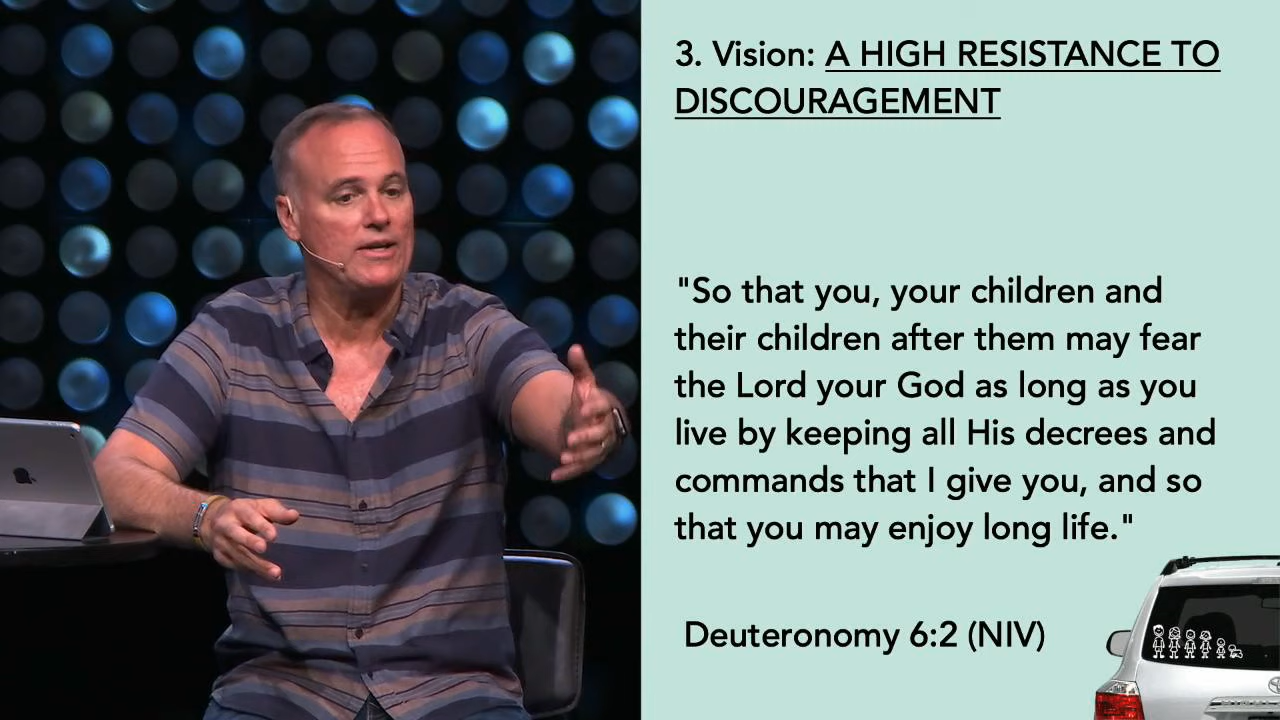 3. Vision: A HIGH RESISTANCE TO
DISCOURAGEMENT
"So that you, your children and
their children after them may fear
the Lord your God as long as you
live by keeping all His decrees and
commands that I give you, and so
that you may enjoy long life."
Deuteronomy 6:2 (NIV)